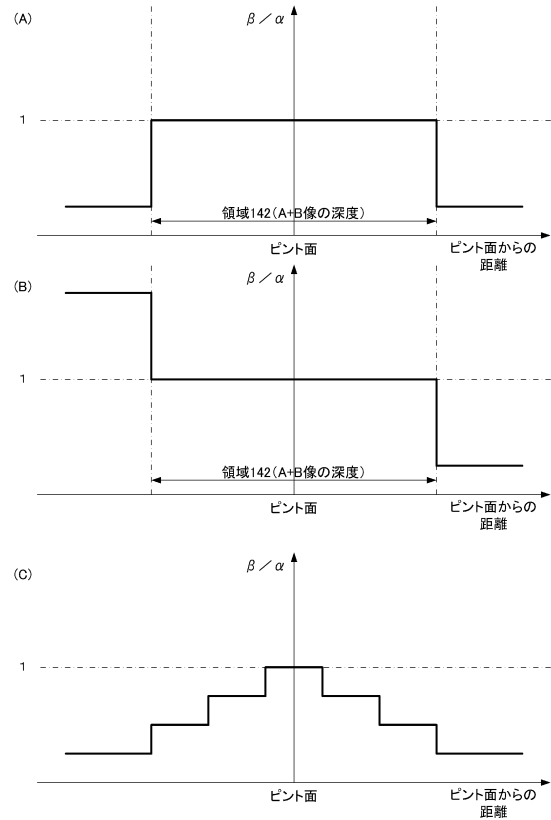 (A)
β／α
1
領域142(A+B像の深度)
ピント面
ピント面からの
距離
(B)
β／α
1
領域142(A+B像の深度)
ピント面
ピント面からの
距離
(C)
β／α
1
ピント面
ピント面からの
距離